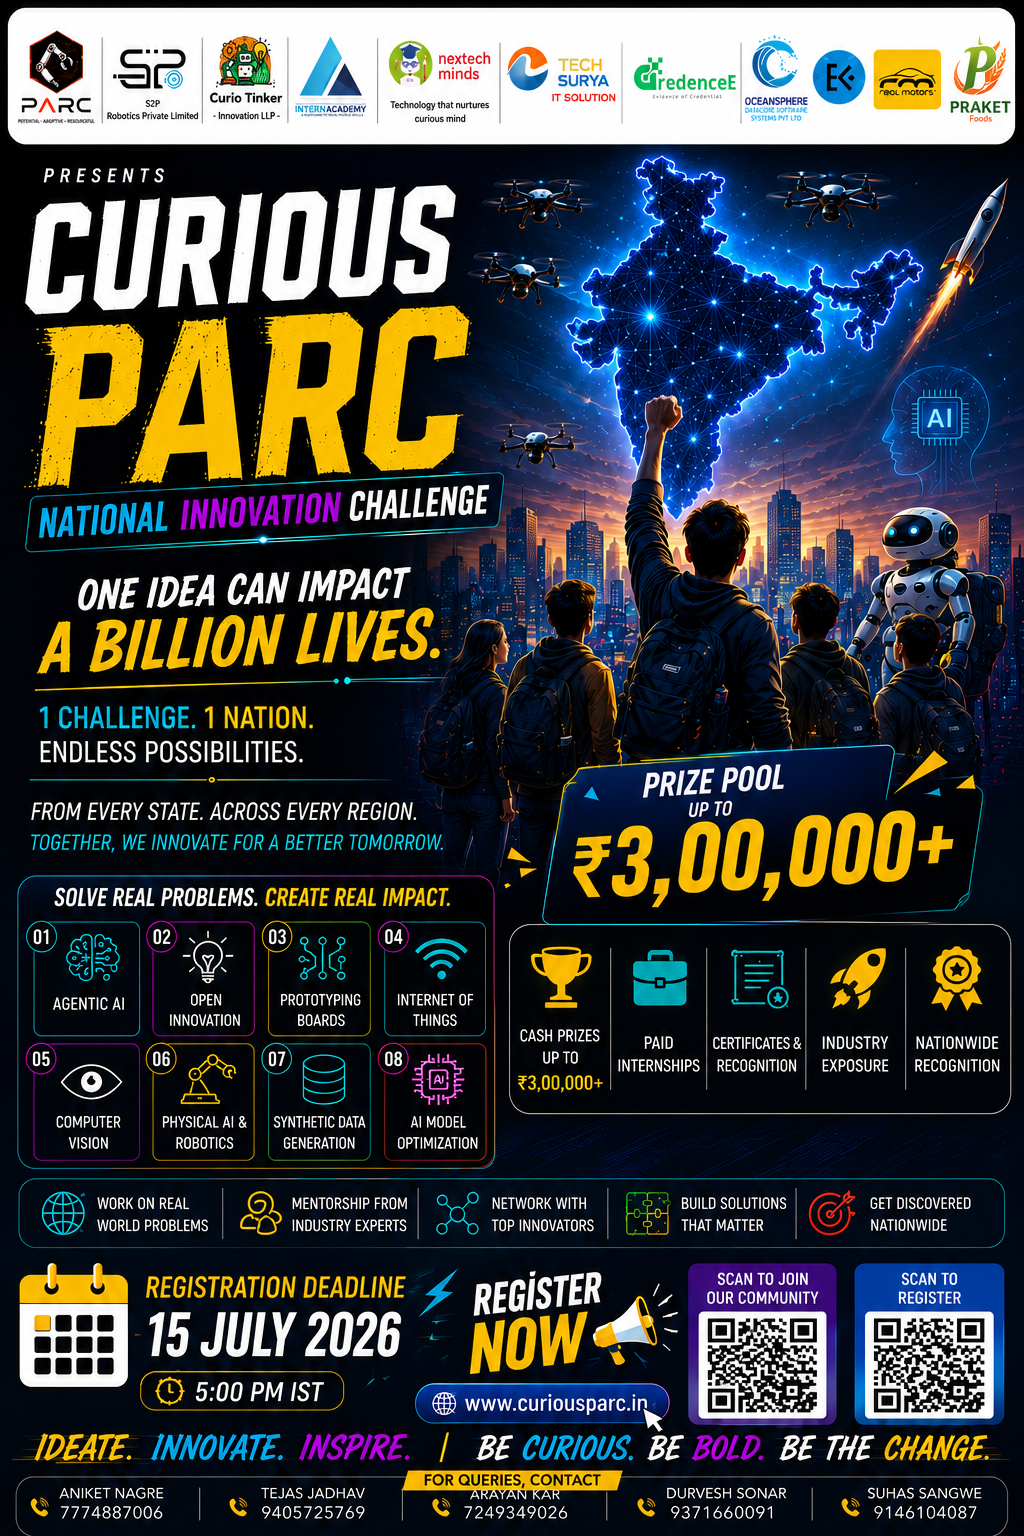 PARC
POTENTIAL · ADAPTIVE · RESOURCEFUL
S2P
Robotics Private Limited
Curio Tinker
- Innovation LLP -
INTERNACADEMY
nextech
minds
Technology that nurtures
curious mind
TECH
SURYA
IT SOLUTION
CredenceE
Evidence of Credential
OCEANSPHERE
DATACORE SOFTWARE
SYSTEMS PVT LTD
EK
real motors
PRAKET
Foods
PRESENTS
CURIOUS
PARC
NATIONAL INNOVATION CHALLENGE
ONE IDEA CAN IMPACT
A BILLION LIVES.
1 CHALLENGE. 1 NATION.
ENDLESS POSSIBILITIES.
FROM EVERY STATE. ACROSS EVERY REGION.
TOGETHER, WE INNOVATE FOR A BETTER TOMORROW.
AI
PRIZE POOL
UP TO
₹3,00,000+
SOLVE REAL PROBLEMS. CREATE REAL IMPACT.
01
AGENTIC AI
02
OPEN
INNOVATION
03
PROTOTYPING
BOARDS
04
INTERNET OF
THINGS
05
COMPUTER
VISION
06
PHYSICAL AI &
ROBOTICS
07
SYNTHETIC DATA
GENERATION
08
AI
AI MODEL
OPTIMIZATION
CASH PRIZES
UP TO
₹3,00,000+
PAID
INTERNSHIPS
CERTIFICATES &
RECOGNITION
INDUSTRY
EXPOSURE
NATIONWIDE
RECOGNITION
WORK ON REAL
WORLD PROBLEMS
MENTORSHIP FROM
INDUSTRY EXPERTS
NETWORK WITH
TOP INNOVATORS
BUILD SOLUTIONS
THAT MATTER
GET DISCOVERED
NATIONWIDE
REGISTRATION DEADLINE
15 JULY 2026
5:00 PM IST
REGISTER
NOW
www.curiousparc.in
SCAN TO JOIN
OUR COMMUNITY
SCAN TO
REGISTER
IDEATE. INNOVATE. INSPIRE. | BE CURIOUS. BE BOLD. BE THE CHANGE.
FOR QUERIES, CONTACT
ANIKET NAGRE
7774887006
TEJAS JADHAV
9405725769
ARAYAN KAR
7249349026
DURVESH SONAR
9371660091
SUHAS SANGWE
9146104087